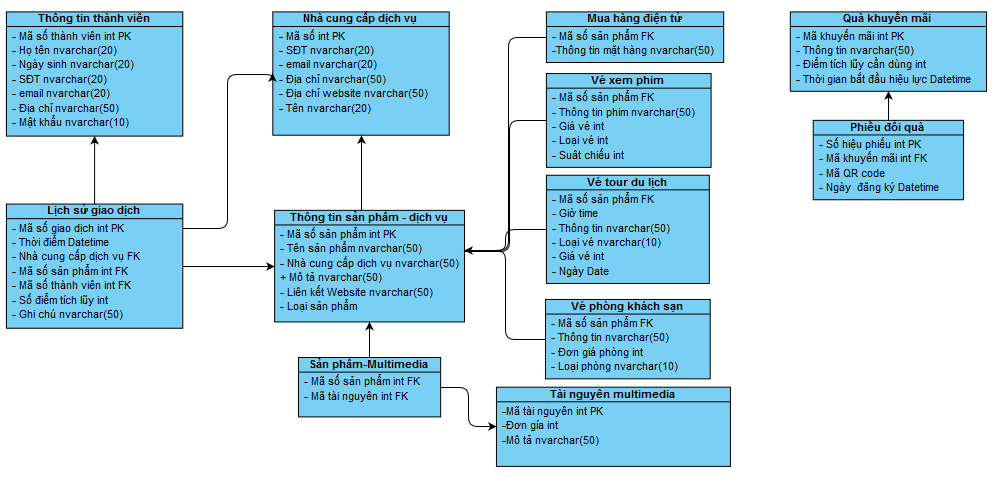 Thông tin thành viên
- Mã số thành viên int PK
- Họ tên nvarchar(20)
- Ngày sinh nvarchar(20)
- SĐT nvarchar(20)
- email nvarchar(20)
- Địa chỉ nvarchar(50)
- Mật khẩu nvarchar(10)
Nhà cung cấp dịch vụ
- Mã số int PK
- SĐT nvarchar(20)
- email nvarchar(20)
- Địa chỉ nvarchar(50)
- Địa chỉ website nvarchar(50)
- Tên nvarchar(20)
Mua hàng điện tử
- Mã số sản phẩm FK
-Thông tin mặt hàng nvarchar(50)
Quà khuyến mãi
- Mã khuyến mãi int PK
- Thông tin nvarchar(50)
- Điểm tích lũy cần dùng int
- Thời gian bắt đầu hiệu lực Datetime
Vé xem phim
- Mã số sản phẩm FK
- Thông tin phim nvarchar(50)
- Giá vé int
- Loại vé int
- Suất chiếu int
Phiếu đổi quà
- Số hiệu phiếu int PK
- Mã khuyến mãi int FK
- Mã QR code
- Ngày đăng ký Datetime
Vé tour du lịch
- Mã số sản phẩm FK
- Giờ time
- Thông tin nvarchar(50)
- Loại vé nvarchar(10)
- Giá vé int
- Ngày Date
Lịch sử giao dịch
- Mã số giao dịch int PK
- Thời điểm Datetime
- Nhà cung cấp dịch vụ FK
- Mã số sản phẩm int FK
- Mã số thành viên int FK
- Số điểm tích lũy int
- Ghi chú nvarchar(50)
Thông tin sản phẩm - dịch vụ
- Mã số sản phẩm int PK
- Tên sản phẩm nvarchar(50)
- Nhà cung cấp dịch vụ nvarchar(50)
+ Mô tả nvarchar(50)
- Liên kết Website nvarchar(50)
- Loại sản phẩm
Vé phòng khách sạn
- Mã số sản phẩm FK
- Thông tin nvarchar(50)
- Đơn giá phòng int
- Loại phòng nvarchar(10)
Sản phẩm-Multimedia
- Mã số sản phẩm int FK
- Mã tài nguyên int FK
Tài nguyên multimedia
-Mã tài nguyên int PK
-Đơn gía int
-Mô tả nvarchar(50)